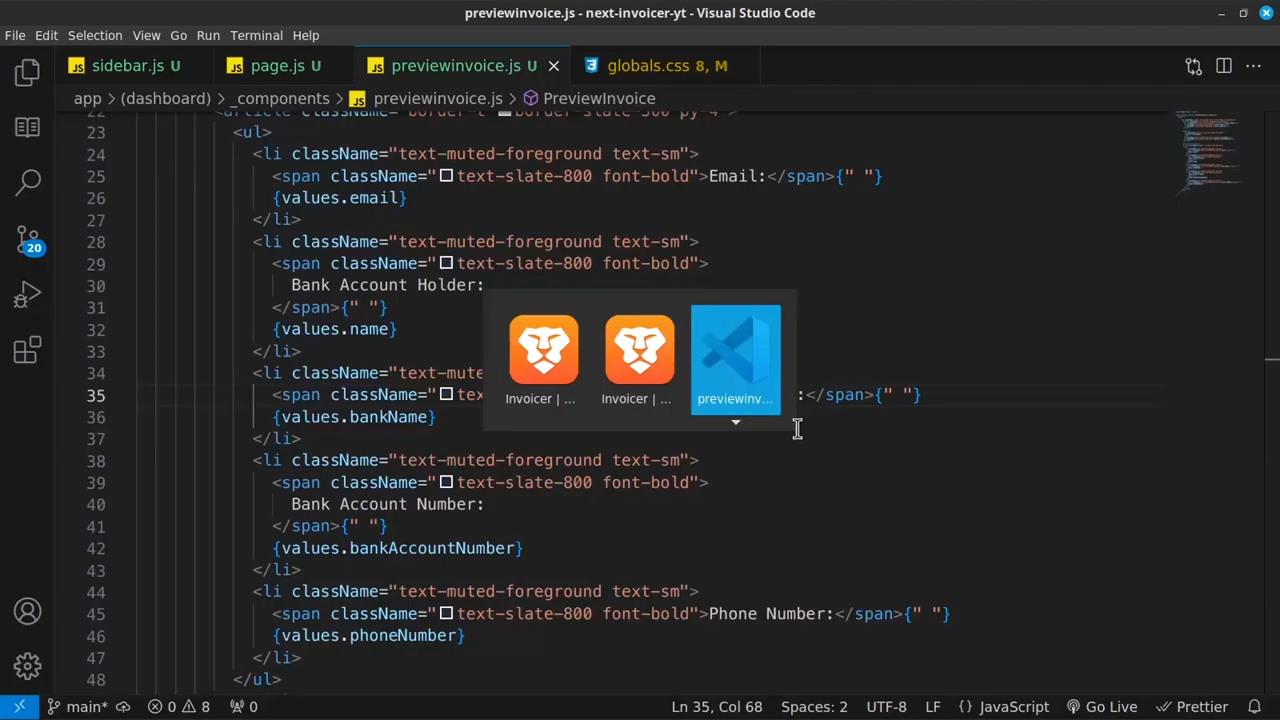 previewinvoice.js - next-invoicer-yt - Visual Studio Code
File Edit Selection View Go Run Terminal Help
JS sidebar.js U JS page.js U JS previewinvoice.js U globals.css 8, M
app > (dashboard) > _components > JS previewinvoice.js > PreviewInvoice
23 <ul>
24 <li className="text-muted-foreground text-sm">
25 <span className="text-slate-800 font-bold">Email:</span>{" "}
26 {values.email}
27 </li>
28 <li className="text-muted-foreground text-sm">
29 <span className="text-slate-800 font-bold">
30 Bank Account Holder:
31 </span>{" "}
32 {values.name}
33 </li>
34 <li className="text-mute
35 <span className="tex :</span>{" "}
36 {values.bankName}
37 </li>
38 <li className="text-muted-foreground text-sm">
39 <span className="text-slate-800 font-bold">
40 Bank Account Number:
41 </span>{" "}
42 {values.bankAccountNumber}
43 </li>
44 <li className="text-muted-foreground text-sm">
45 <span className="text-slate-800 font-bold">Phone Number:</span>{" "}
46 {values.phoneNumber}
47 </li>
48 </ul>
Invoicer | ... Invoicer | ... previewinv...
20
main* 0 8 0 Ln 35, Col 68 Spaces: 2 UTF-8 LF {} JavaScript Go Live Prettier